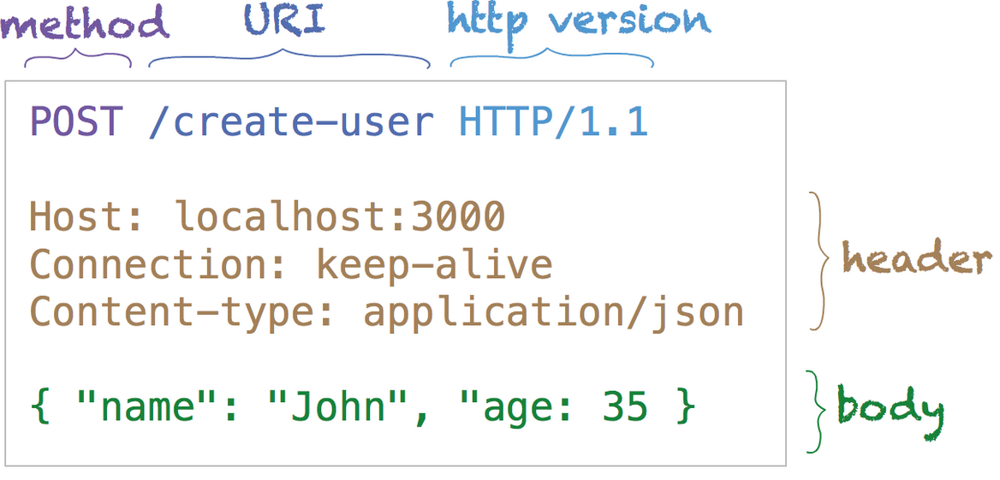 method URI http version
POST /create-user HTTP/1.1
Host: localhost:3000
Connection: keep-alive
header
Content-type: application/json
{ "name": "John", "age: 35 }
body